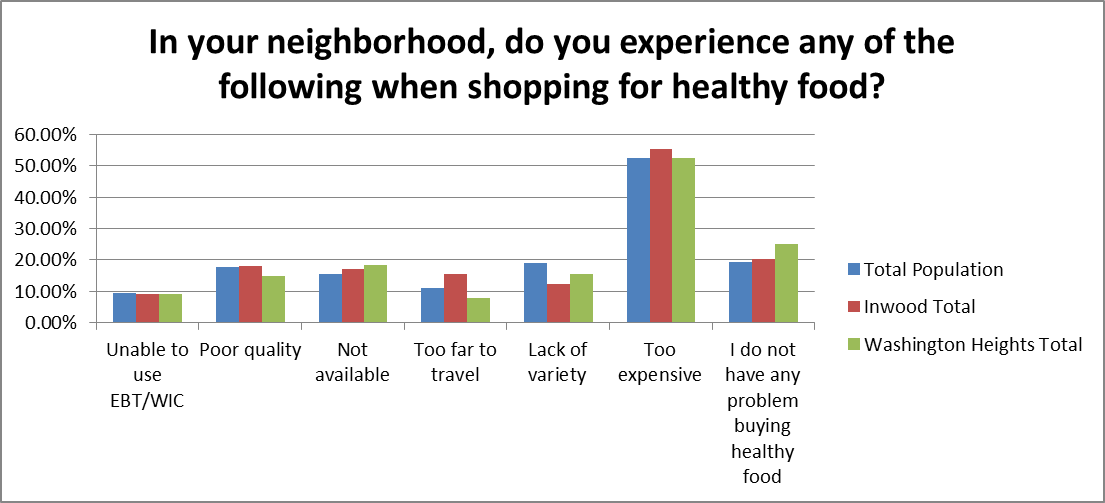 In your neighborhood, do you experience any of the
following when shopping for healthy food?
60.00%
50.00%
40.00%
30.00%
20.00%
10.00%
0.00%
Unable to
use
EBT/WIC
Poor quality
Not
available
Too far to
travel
Lack of
variety
Too
expensive
I do not
have any
problem
buying
healthy
food
Total Population
Inwood Total
Washington Heights Total